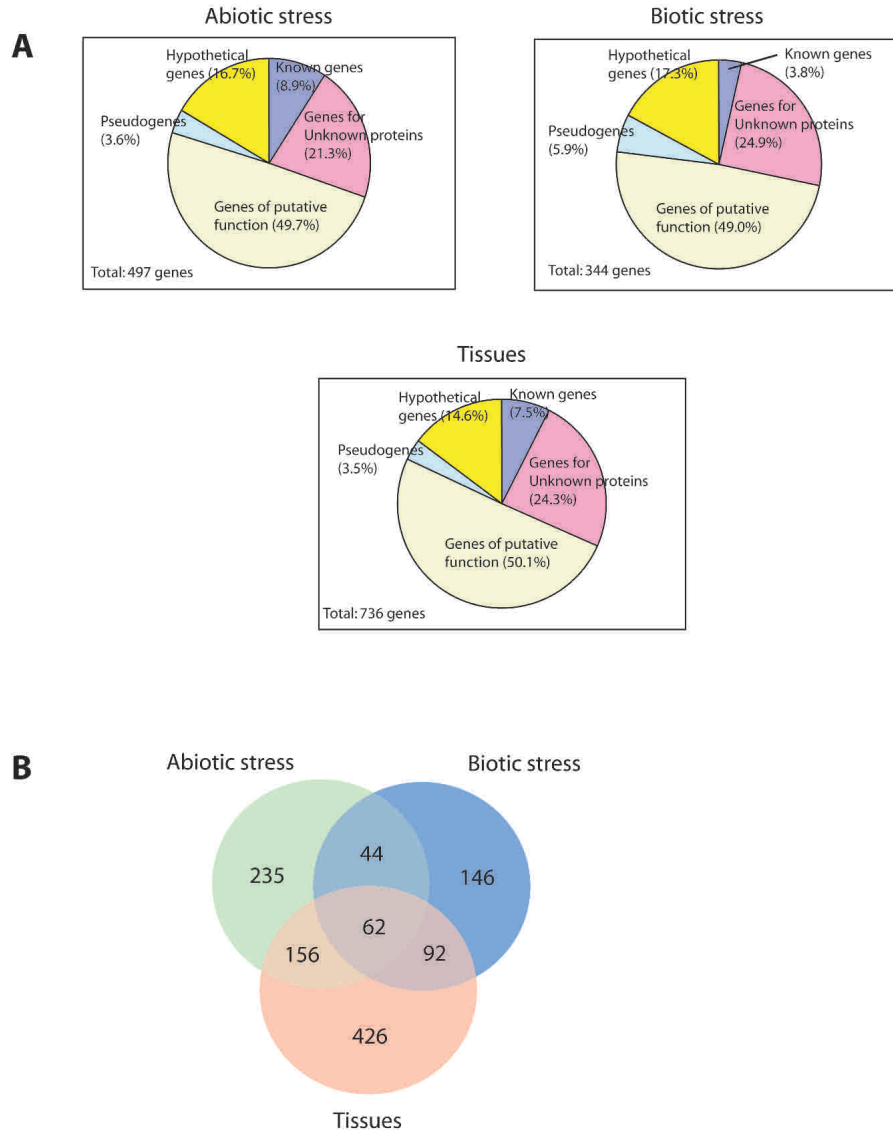 A
Abiotic stress
Hypothetical
genes (16.7%)
Known genes
(8.9%)
Pseudogenes
(3.6%)
Genes for
Unknown proteins
(21.3%)
Genes of putative
function (49.7%)
Total: 497 genes
Biotic stress
Hypothetical
genes (17.3%)
Known genes
(3.8%)
Pseudogenes
(5.9%)
Genes for
Unknown proteins
(24.9%)
Genes of putative
function (49.0%)
Total: 344 genes
Tissues
Hypothetical
genes (14.6%)
Known genes
(7.5%)
Pseudogenes
(3.5%)
Genes for
Unknown proteins
(24.3%)
Genes of putative
function (50.1%)
Total: 736 genes
B
Abiotic stress
Biotic stress
44
235
146
62
156
92
426
Tissues